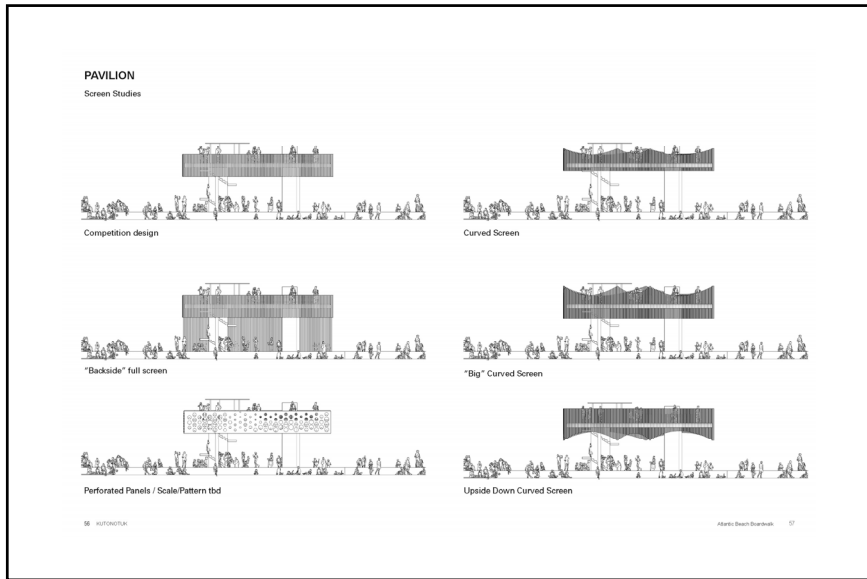 PAVILION
Screen Studies
Competition design
Curved Screen
"Backside" full screen
"Big" Curved Screen
Perforated Panels / Scale/Pattern tbd
Upside Down Curved Screen
56 KUTONOTUK
Atlantic Beach Boardwalk 57